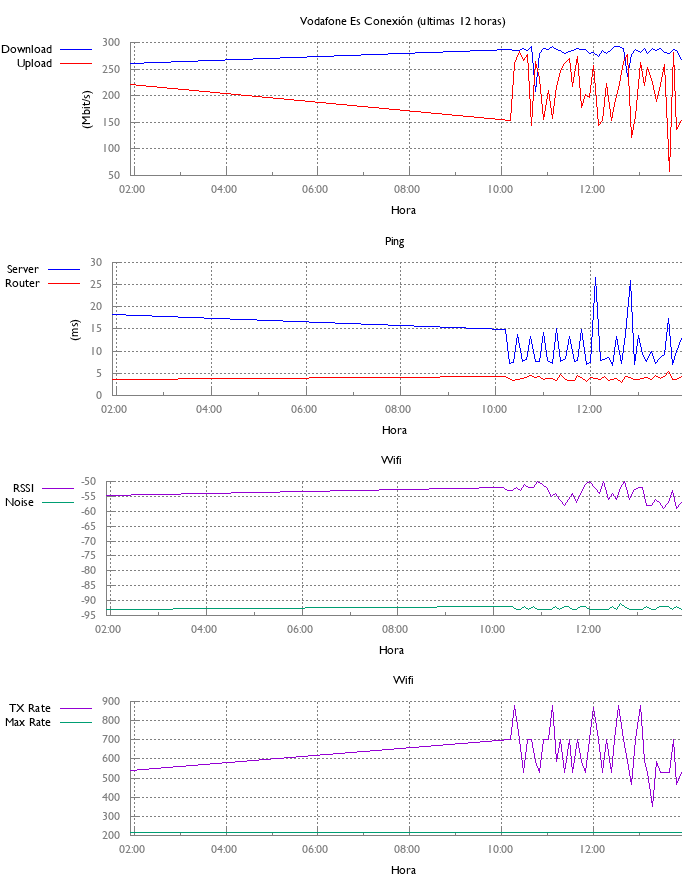 Vodafone Es Conexión (ultimas 12 horas)
Download
Upload
300
250
200
150
100
50
(Mbit/s)
02:00 04:00 06:00 08:00 10:00 12:00
Hora
Ping
Server
Router
30
25
20
15
10
5
0
(ms)
02:00 04:00 06:00 08:00 10:00 12:00
Hora
Wifi
RSSI
Noise
-50
-55
-60
-65
-70
-75
-80
-85
-90
-95
02:00 04:00 06:00 08:00 10:00 12:00
Hora
Wifi
TX Rate
Max Rate
900
800
700
600
500
400
300
200
02:00 04:00 06:00 08:00 10:00 12:00
Hora